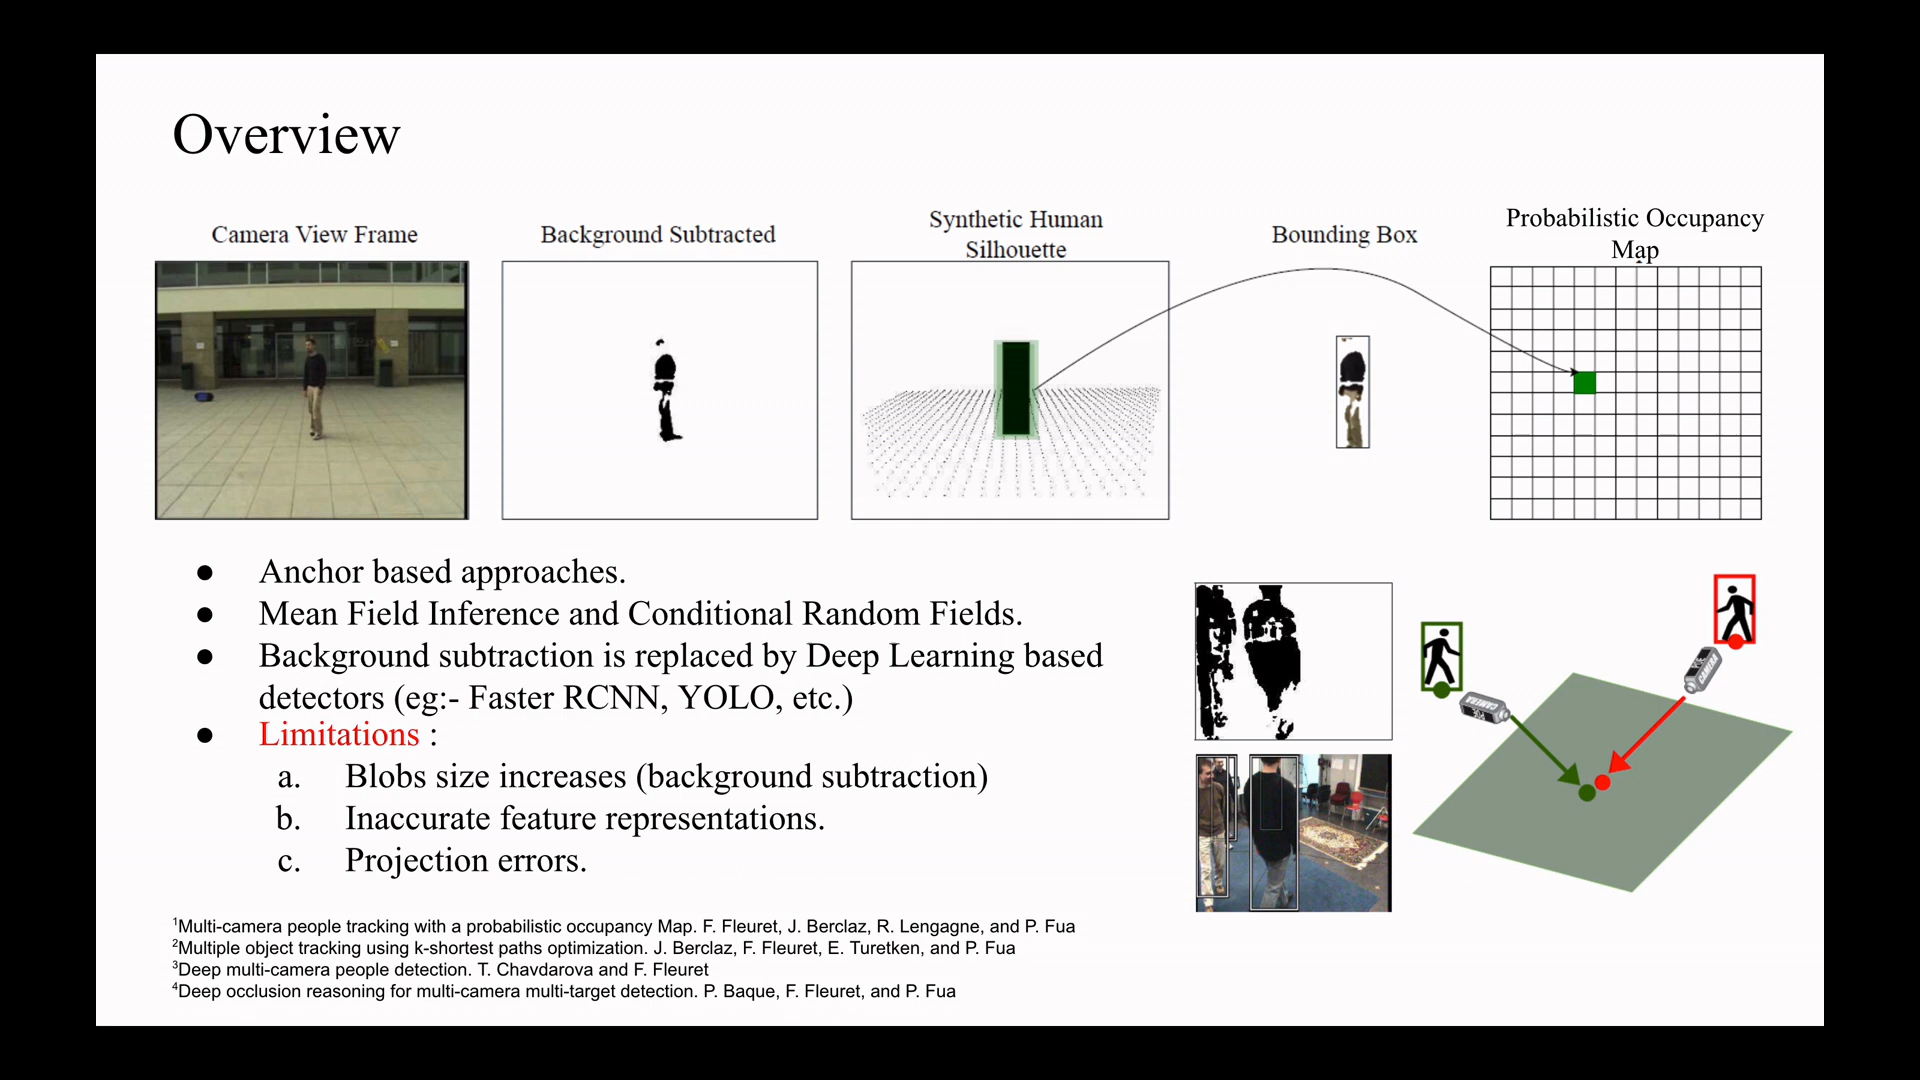 Overview
Camera View Frame
Background Subtracted
Synthetic Human
Silhouette
Bounding Box
Probabilistic Occupancy
Map
● Anchor based approaches.
● Mean Field Inference and Conditional Random Fields.
● Background subtraction is replaced by Deep Learning based
detectors (eg:- Faster RCNN, YOLO, etc.)
● Limitations :
a. Blobs size increases (background subtraction)
b. Inaccurate feature representations.
c. Projection errors.
CAMERA
CAMERA
¹Multi-camera people tracking with a probabilistic occupancy Map. F. Fleuret, J. Berclaz, R. Lengagne, and P. Fua
²Multiple object tracking using k-shortest paths optimization. J. Berclaz, F. Fleuret, E. Turetken, and P. Fua
³Deep multi-camera people detection. T. Chavdarova and F. Fleuret
⁴Deep occlusion reasoning for multi-camera multi-target detection. P. Baque, F. Fleuret, and P. Fua